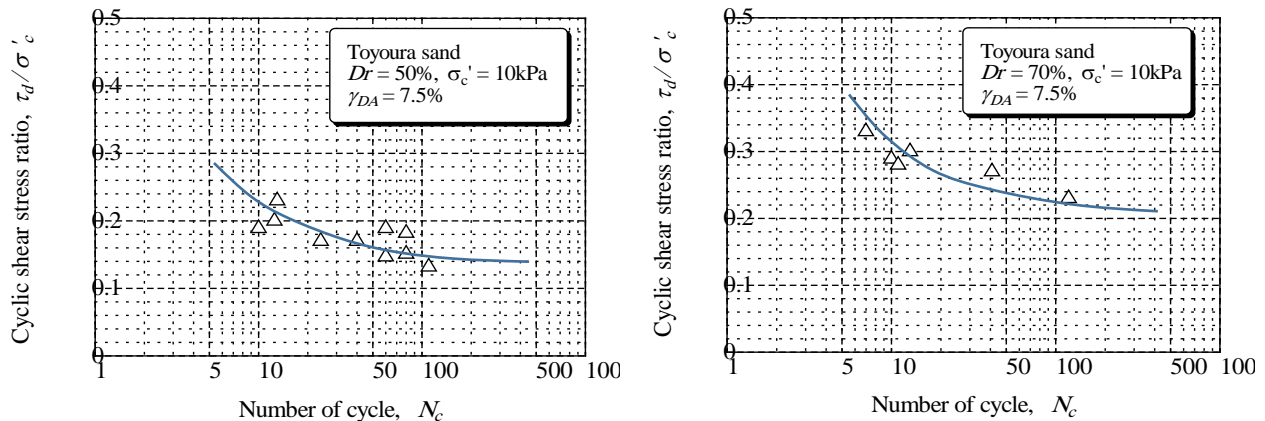 Cyclic shear stress ratio, τd/σ'c
0.5
0.4
0.3
0.2
0.1
0
Toyoura sand
Dr = 50%, σc' = 10kPa
γDA = 7.5%
1 5 10 50 100 500 100
Number of cycle, Nc
Cyclic shear stress ratio, τd/σ'c
0.5
0.4
0.3
0.2
0.1
0
Toyoura sand
Dr = 70%, σc' = 10kPa
γDA = 7.5%
1 5 10 50 100 500 100
Number of cycle, Nc